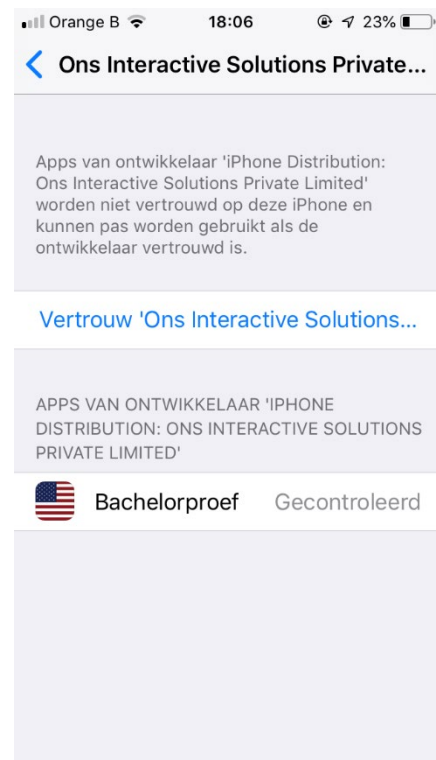 Orange B 18:06 23%
Ons Interactive Solutions Private...
Apps van ontwikkelaar 'iPhone Distribution:
Ons Interactive Solutions Private Limited'
worden niet vertrouwd op deze iPhone en
kunnen pas worden gebruikt als de
ontwikkelaar vertrouwd is.
Vertrouw 'Ons Interactive Solutions...
APPS VAN ONTWIKKELAAR 'IPHONE
DISTRIBUTION: ONS INTERACTIVE SOLUTIONS
PRIVATE LIMITED'
Bachelorproef Gecontroleerd